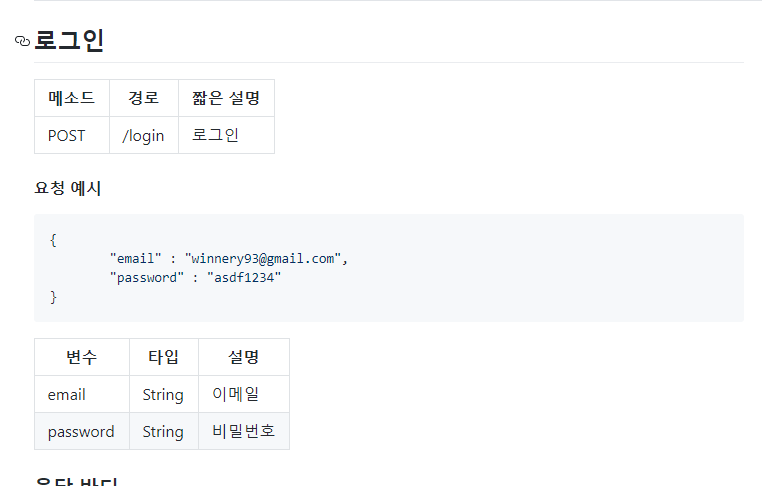 로그인
메소드 경로 짧은 설명
POST /login 로그인
요청 예시
{
"email" : "winnery93@gmail.com",
"password" : "asdf1234"
}
변수 타입 설명
email String 이메일
password String 비밀번호